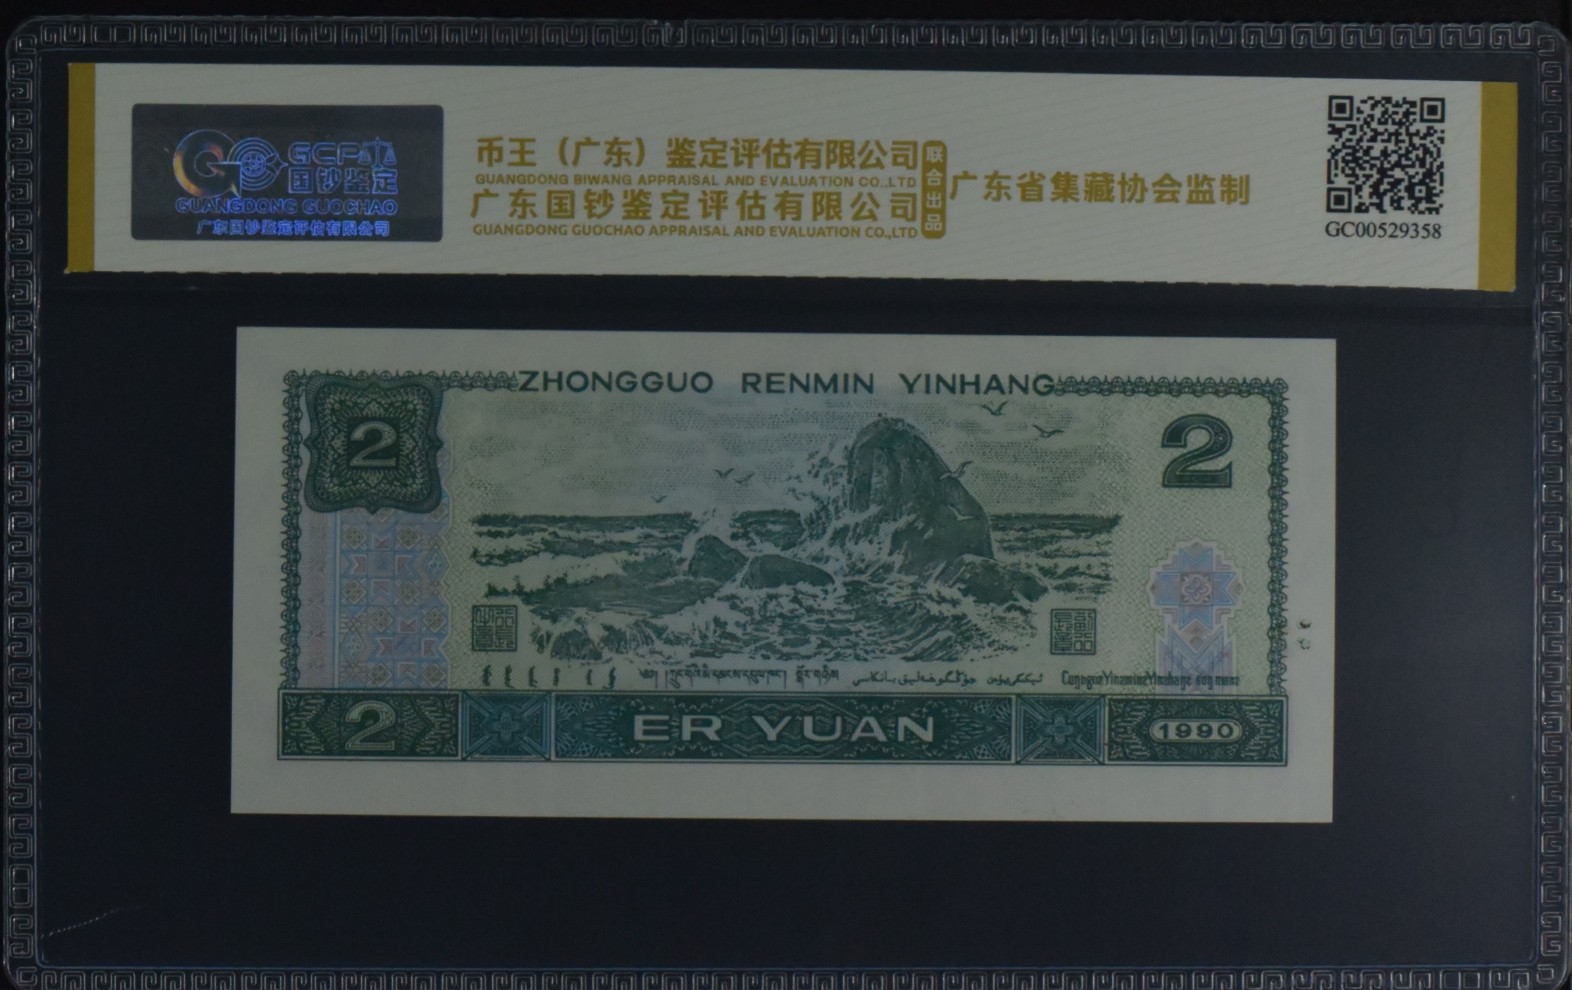 GCPA
国钞鉴定
GUANGDONG GUOCHAO
广东国钞鉴定评估有限公司
币王（广东）鉴定评估有限公司
GUANGDONG BIWANG APPRAISAL AND EVALUATION CO.,LTD
广东国钞鉴定评估有限公司
GUANGDONG GUOCHAO APPRAISAL AND EVALUATION CO.,LTD
联合出品
广东省集藏协会监制
GC00529358
ZHONGGUO RENMIN YINHANG
2
2
2
ER YUAN
1990